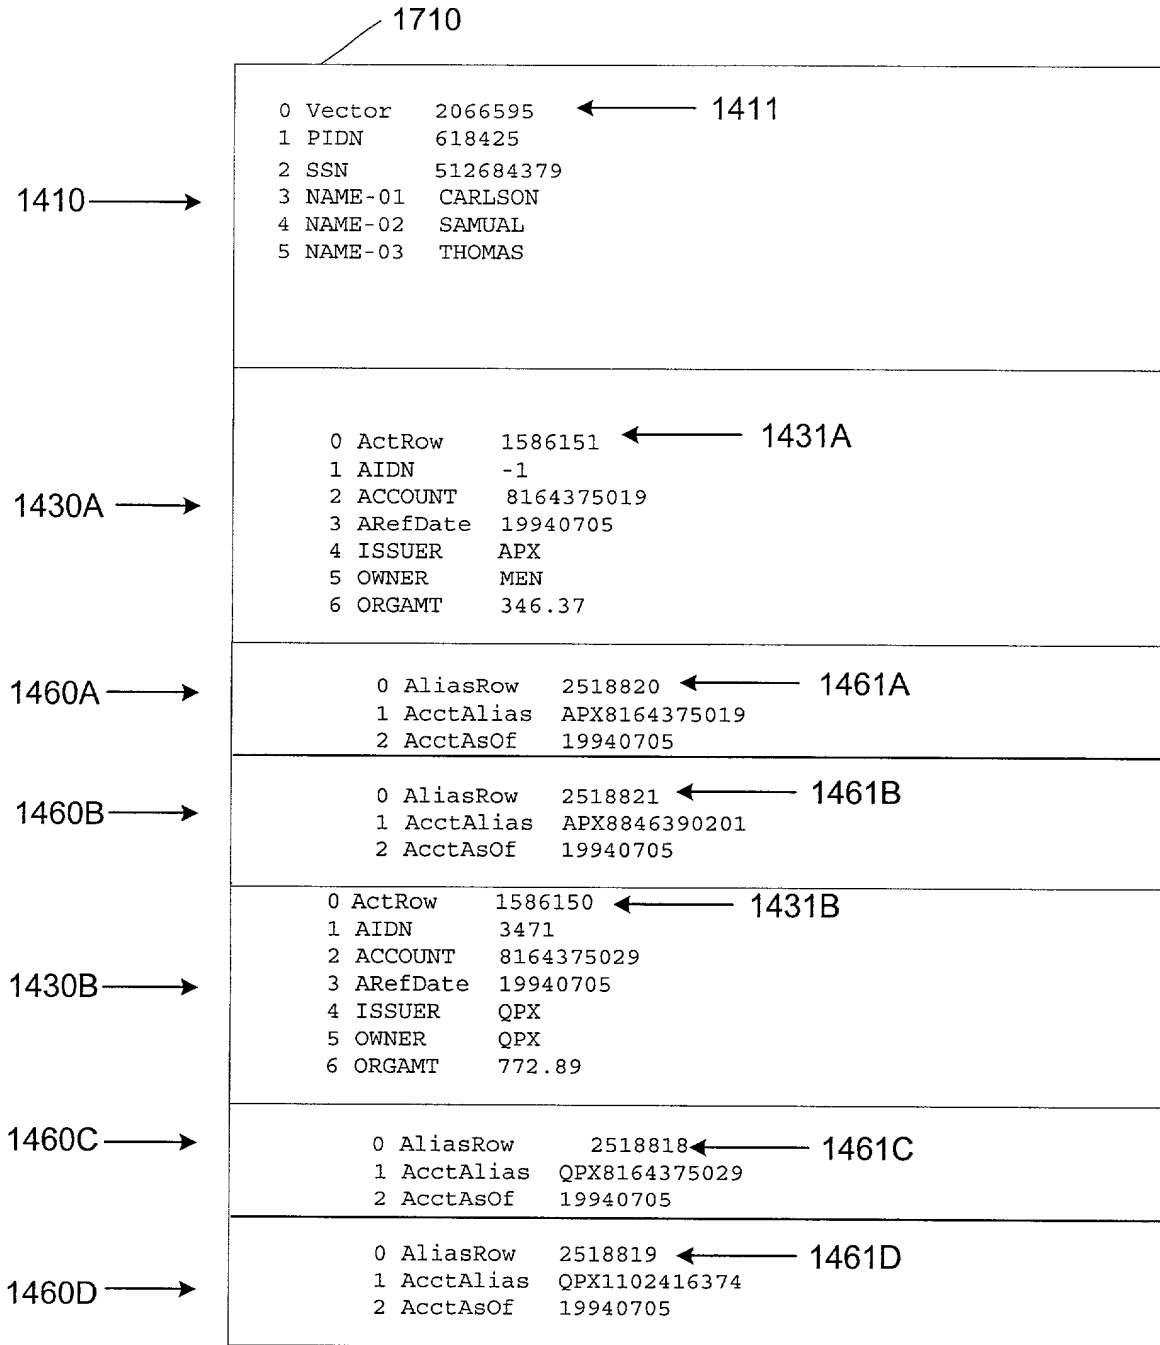 1710
0 Vector 2066595 1411
1 PIDN 618425
2 SSN 512684379
1410
3 NAME-01 CARLSON
4 NAME-02 SAMUAL
5 NAME-03 THOMAS
0 ActRow 1586151 1431A
1 AIDN -1
1430A
2 ACCOUNT 8164375019
3 ARefDate 19940705
4 ISSUER APX
5 OWNER MEN
6 ORGAMT 346.37
1460A
0 AliasRow 2518820 1461A
1 AcctAlias APX8164375019
2 AcctAsOf 19940705
1460B
0 AliasRow 2518821 1461B
1 AcctAlias APX8846390201
2 AcctAsOf 19940705
0 ActRow 1586150 1431B
1 AIDN 3471
2 ACCOUNT 8164375029
1430B
3 ARefDate 19940705
4 ISSUER QPX
5 OWNER QPX
6 ORGAMT 772.89
1460C
0 AliasRow 2518818 1461C
1 AcctAlias QPX8164375029
2 AcctAsOf 19940705
0 AliasRow 2518819 1461D
1460D
1 AcctAlias QPX1102416374
2 AcctAsOf 19940705